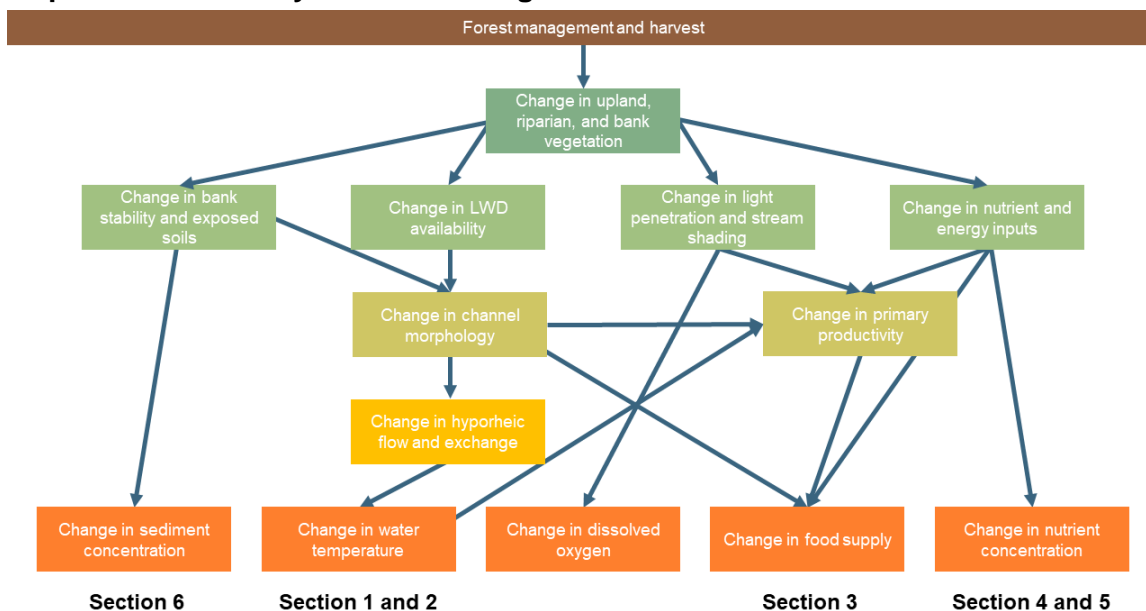 Forest management and harvest
Change in upland,
riparian, and bank
vegetation
Change in bank
stability and exposed
soils
Change in LWD
availability
Change in light
penetration and stream
shading
Change in nutrient and
energy inputs
Change in channel
morphology
Change in primary
productivity
Change in hyporheic
flow and exchange
Change in sediment
concentration
Change in water
temperature
Change in dissolved
oxygen
Change in food supply
Change in nutrient
concentration
Section 6
Section 1 and 2
Section 3
Section 4 and 5